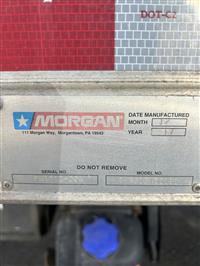 DOT-C2
MORGAN
111 Morgan Way, Morgantown, PA 19543
DATE MANUFACTURED
MONTH
YEAR
DO NOT REMOVE
SERIAL NO.
MODEL NO.